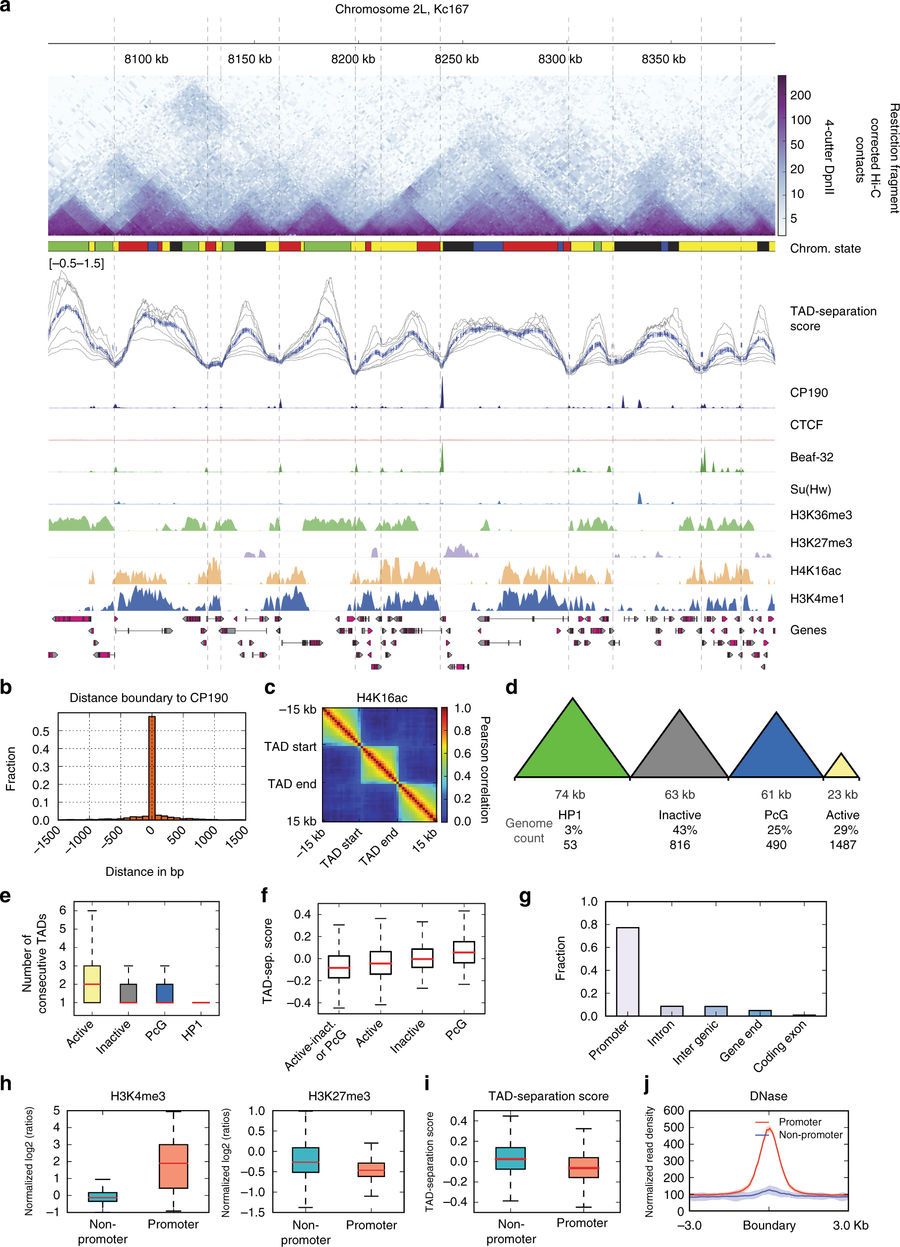 a
Chromosome 2L, Kc167
8100 kb 8150 kb 8200 kb 8250 kb 8300 kb 8350 kb
200
100
50
20
10
5
4-cutter DpnII
Restriction fragment
corrected Hi-C
contacts
Chrom. state
[–0.5–1.5]
TAD-separation
score
CP190
CTCF
Beaf-32
Su(Hw)
H3K36me3
H3K27me3
H4K16ac
H3K4me1
Genes
b
Distance boundary to CP190
Fraction
0.5
0.4
0.3
0.2
0.1
0.0
–1500 –1000 –500 0 500 1000 1500
Distance in bp
c
H4K16ac
–15 kb
TAD start
TAD end
15 kb
–15 kb TAD start TAD end 15 kb
1.0
0.8
0.6
0.4
0.2
0.0
Pearson correlation
d
74 kb 63 kb 61 kb 23 kb
HP1 Inactive PcG Active
Genome 3% 43% 25% 29%
count 53 816 490 1487
e
Number of
consecutive TADs
6
5
4
3
2
1
Active Inactive PcG HP1
f
TAD-sep. score
0.4
0.2
0.0
–0.2
–0.4
Active-inact.
or PcG
Active Inactive PcG
g
Fraction
1.0
0.8
0.6
0.4
0.2
0.0
Promoter Intron Inter genic Gene end Coding exon
h
H3K4me3
Normalized log2 (ratios)
5
4
3
2
1
0
–1
Non-
promoter
Promoter
H3K27me3
Normalized log2 (ratios)
1.0
0.5
0.0
–0.5
–1.0
–1.5
Non-
promoter
Promoter
i
TAD-separation score
TAD-separation score
0.4
0.2
0.0
–0.2
–0.4
Non-
promoter
Promoter
j
DNase
Normalized read density
600
500
400
300
200
100
0
Promoter
Non-promoter
–3.0 Boundary 3.0 Kb